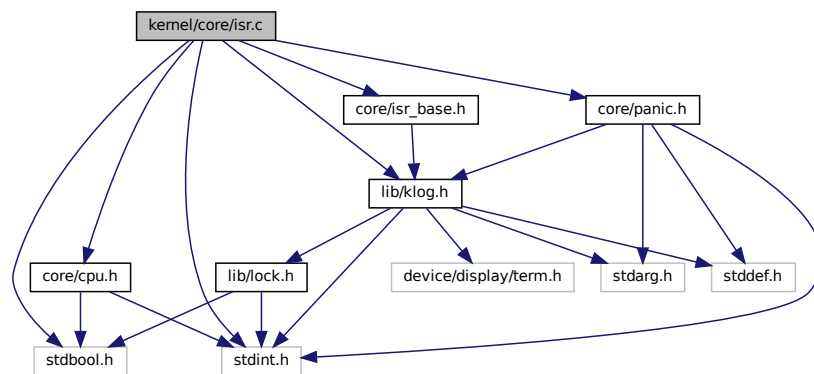 kernel/core/isr.c
core/isr_base.h
core/panic.h
lib/klog.h
core/cpu.h
lib/lock.h
device/display/term.h
stdarg.h
stddef.h
stdbool.h
stdint.h